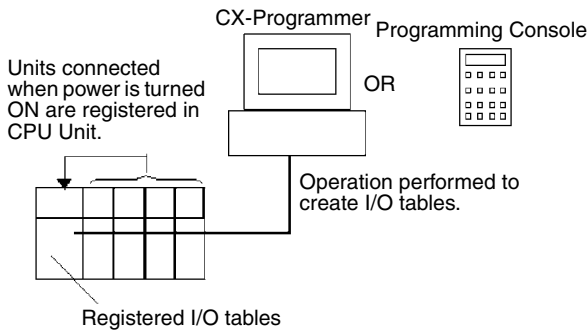 CX-Programmer
Programming Console
OR
Units connected
when power is turned
ON are registered in
CPU Unit.
Operation performed to
create I/O tables.
Registered I/O tables